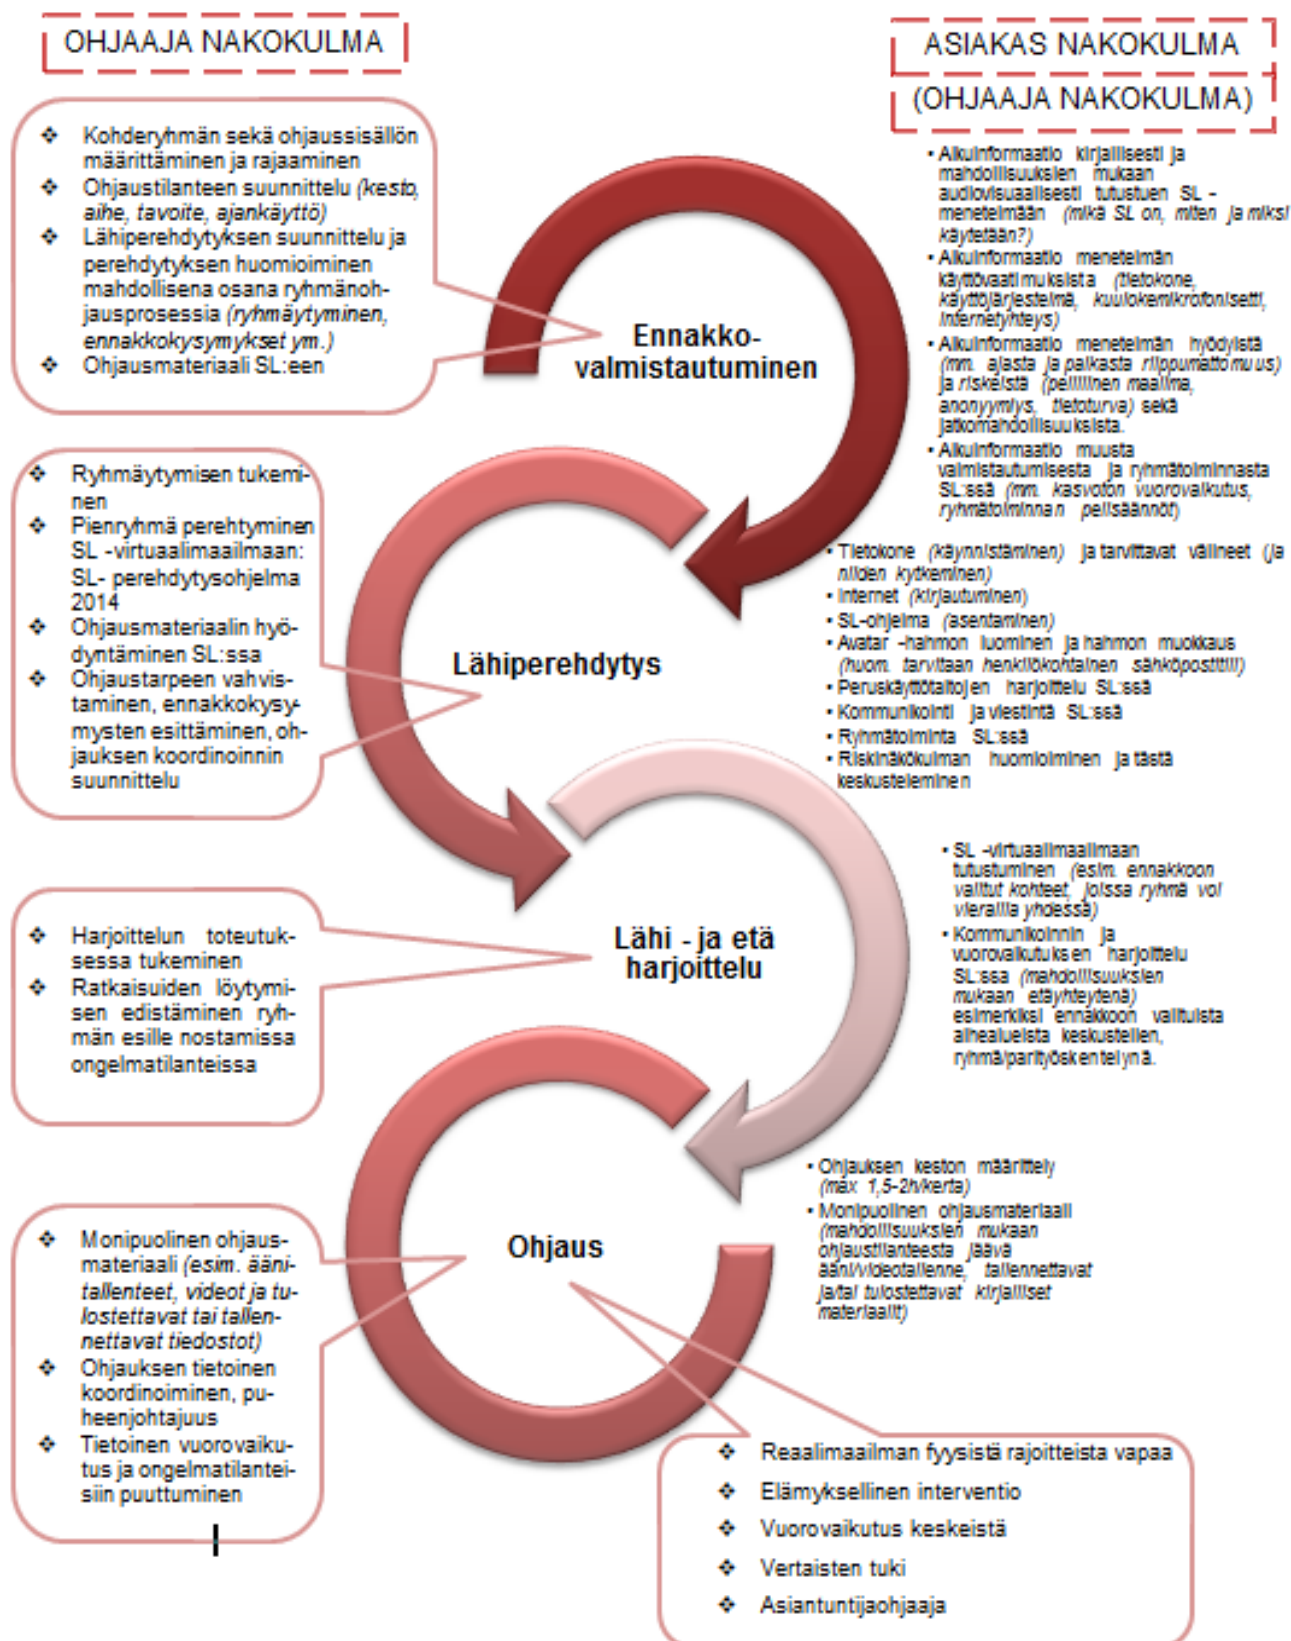 OHJAAJA NAKOKULMA
❖ Kohderyhmän sekä ohjaussisällön
määrittäminen ja rajaaminen
❖ Ohjaustilanteen suunnittelu (kesto,
aihe, tavoite, ajankäyttö)
❖ Lähiperehdytyksen suunnittelu ja
perehdytyksen huomioiminen
mahdollisena osana ryhmänoh-
jausprosessia (ryhmäytyminen,
ennakkokysymykset ym.)
❖ Ohjausmateriaali SL:een
ASIAKAS NAKOKULMA
(OHJAAJA NAKOKULMA)
• Alkuinformaatio kirjallisesti ja
mahdollisuuksien mukaan
audiovisuaalisesti tutustuen SL -
menetelmään (mikä SL on, miten ja miksi
käytetään?)
• Alkuinformaatio menetelmän
käyttövaatimuksista (tietokone,
käyttöjärjestelmä, kuulokemikrofonisetti,
Internetyhteys)
• Alkuinformaatio menetelmän hyödyistä
(mm. ajasta ja paikasta riippumattomuus)
ja riskeistä (pelillinen maailma,
anonyymiys, tietoturva) sekä
jatkomahdollisuuksista.
• Alkuinformaatio muusta
valmistautumisesta ja ryhmätoiminnasta
SL:ssä (mm. kasvoton vuorovaikutus,
ryhmätoiminnan pelisäännöt)
Ennakko-
valmistautuminen
❖ Ryhmäytymisen tukemi-
nen
❖ Pienryhmä perehtyminen
SL -virtuaalimaailmaan:
SL- perehdytysohjelma
2014
❖ Ohjausmateriaalin hyö-
dyntäminen SL:ssa
❖ Ohjaustarpeen vahvis-
taminen, ennakkokysy-
mysten esittäminen, oh-
jauksen koordinoinnin
suunnittelu
Lähiperehdytys
• Tietokone (käynnistäminen) ja tarvittavat välineet (ja
niiden kytkeminen)
• Internet (kirjautuminen)
• SL-ohjelma (asentaminen)
• Avatar –hahmon luominen ja hahmon muokkaus
(huom. tarvitaan henkilökohtainen sähköpostitili)
• Peruskäyttötaitojen harjoittelu SL:ssä
• Kommunikointi ja viestintä SL:ssä
• Ryhmätoiminta SL:ssä
• Riskinäkökulman huomioiminen ja tästä
keskusteleminen
❖ Harjoittelun toteutuk-
sessa tukeminen
❖ Ratkaisuiden löytymi-
sen edistäminen ryh-
män esille nostamissa
ongelmatilanteissa
Lähi - ja etä
harjoittelu
• SL -virtuaalimaailmaan
tutustuminen (esim. ennakkoon
valitut kohteet, joissa ryhmä voi
vierailla yhdessä)
• Kommunikoinnin ja
vuorovaikutuksen harjoittelu
SL:ssa (mahdollisuuksien
mukaan etäyhteytenä)
esimerkiksi ennakkoon valituista
aihealueista keskustellen,
ryhmä/parityöskentelynä.
❖ Monipuolinen ohjaus-
materiaali (esim. ääni-
tallenteet, videot ja tu-
lostettavat tai tallen-
nettavat tiedostot)
❖ Ohjauksen tietoinen
koordinoiminen, pu-
heenjohtajuus
❖ Tietoinen vuorovaiku-
tus ja ongelmatilantei-
siin puuttuminen
Ohjaus
• Ohjauksen keston määrittely
(max 1,5-2h/kerta)
• Monipuolinen ohjausmateriaali
(mahdollisuuksien mukaan
ohjaustilanteesta jäävä
ääni/videotallenne, tallennettavat
ja/tai tulostettavat kirjalliset
materiaalit)
❖ Reaalimaailman fyysistä rajoitteista vapaa
❖ Elämyksellinen interventio
❖ Vuorovaikutus keskeistä
❖ Vertaisten tuki
❖ Asiantuntijaohjaaja